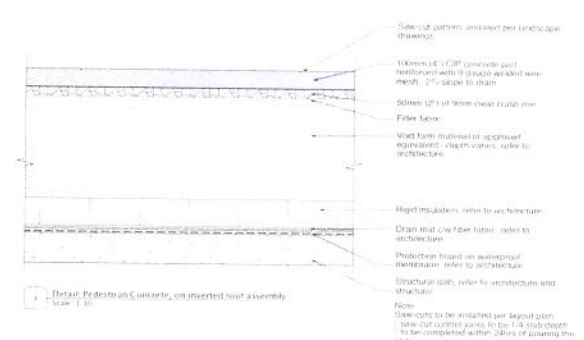 Saw-cut pattern, installed per landscape
drawings
100mm (4") CIP concrete
reinforced with 9 gauge welded wire
mesh, 2% slope to drain
50mm (2") of 9mm clear crush
Filter fabric
Void form material or approved
equivalent - depth varies, refer to
architecture
Rigid insulation, refer to architecture
Drain mat c/w filter fabric, refer to
architecture
Protection board on waterproof
membrane, refer to architecture
Structural slab, refer to architecture and
structural
Detail: Pedestrian Concrete, on inverted roof assembly
Scale: 1:10
Note
Saw-cuts to be installed per layout plan
saw-cut control joints to be 1/4 slab depth
to be completed within 24hrs of pouring the